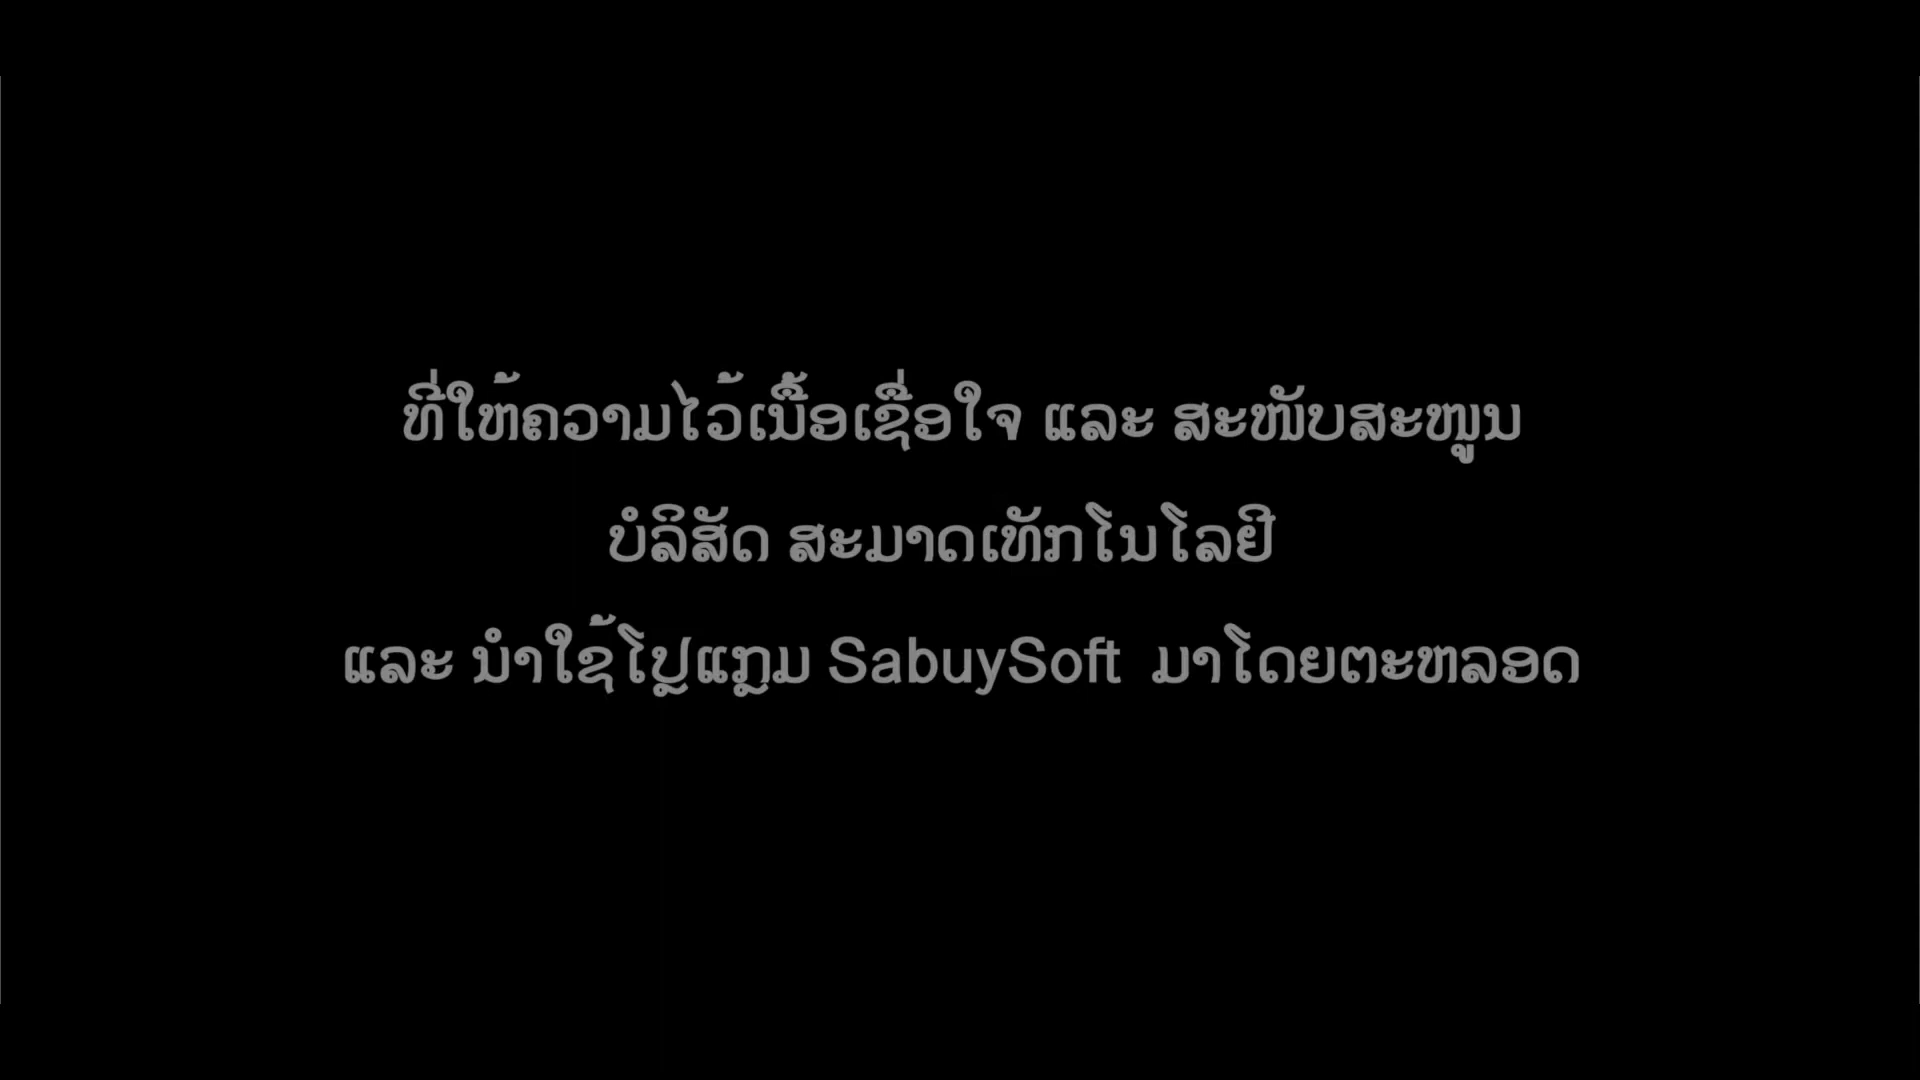 ທີ່ໃຫ້ຄວາມໄວ້ເນື້ອເຊື່ອໃຈ ແລະ ສະໜັບສະໜູນ
ບໍລິສັດ ສະມາດເທັກໂນໂລຢີ
ແລະ ນຳໃຊ້ໂປຼແກຼມ SabuySoft ມາໂດຍຕະຫລອດ